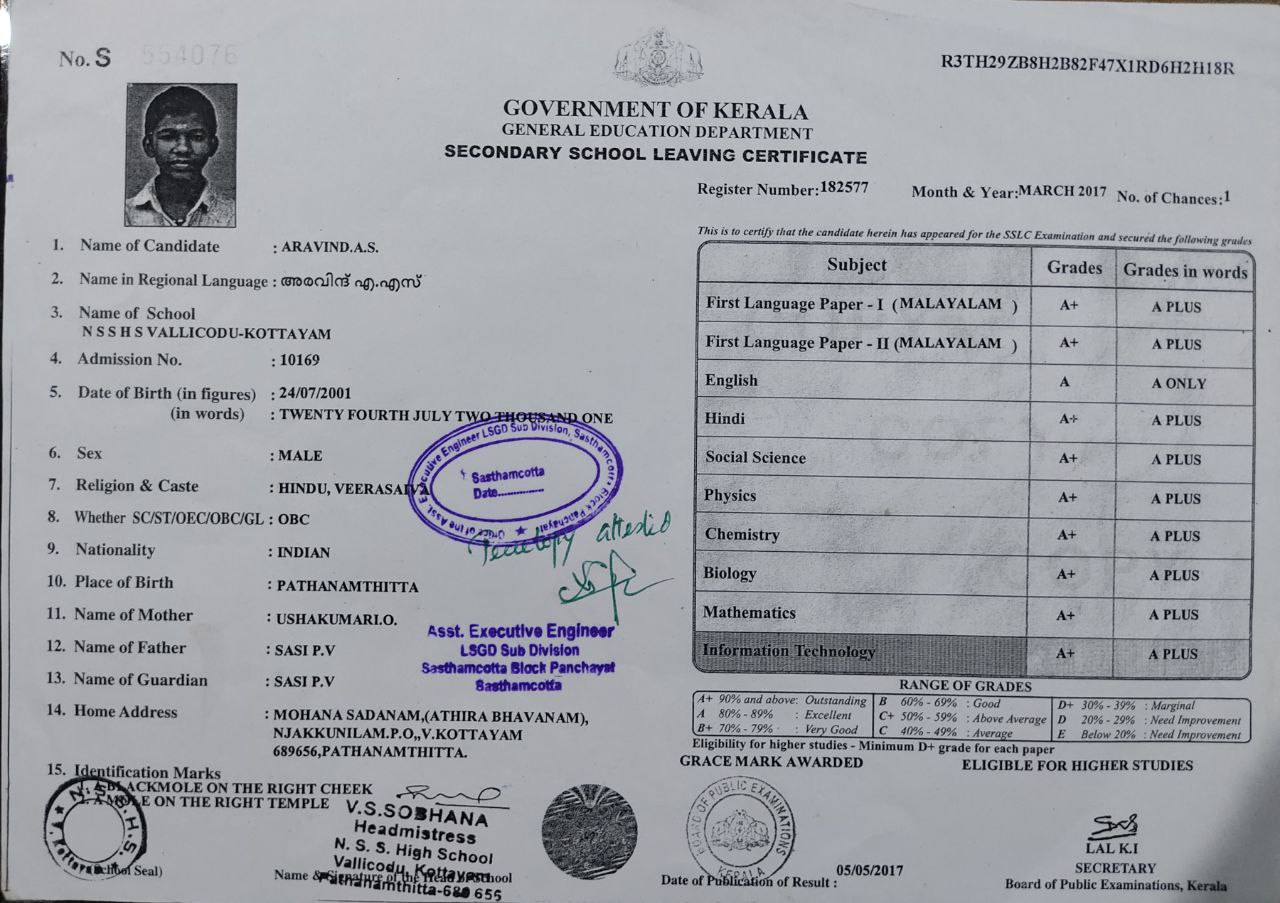 No. S 554076
R3TH29ZB8H2B82F47X1RD6H2H18R
GOVERNMENT OF KERALA
GENERAL EDUCATION DEPARTMENT
SECONDARY SCHOOL LEAVING CERTIFICATE
Register Number:182577 Month & Year:MARCH 2017 No. of Chances:1
1. Name of Candidate : ARAVIND.A.S.
2. Name in Regional Language : അരവിന്ദ് എ.എസ്
3. Name of School
N S S H S VALLICODU-KOTTAYAM
4. Admission No. : 10169
5. Date of Birth (in figures) : 24/07/2001
(in words) : TWENTY FOURTH JULY TWO THOUSAND ONE
6. Sex : MALE
7. Religion & Caste : HINDU, VEERASAIVA
8. Whether SC/ST/OEC/OBC/GL : OBC
9. Nationality : INDIAN
10. Place of Birth : PATHANAMTHITTA
11. Name of Mother : USHAKUMARI.O.
12. Name of Father : SASI P.V
13. Name of Guardian : SASI P.V
14. Home Address : MOHANA SADANAM,(ATHIRA BHAVANAM),
NJAKKUNILAM.P.O,,V.KOTTAYAM
689656,PATHANAMTHITTA.
15. Identification Marks
1. A BLACKMOLE ON THE RIGHT CHEEK
2. A MOLE ON THE RIGHT TEMPLE
Office of the Asst. Executive Engineer LSGD Sub Division, Sasthamcotta Block Panchayat
Sasthamcotta
Date..............
attested
Asst. Executive Engineer
LSGD Sub Division
Sasthamcotta Block Panchayat
Sasthamcotta
N.S.S.H.S.
V. Kottayam
(School Seal)
V.S.SOBHANA
Headmistress
N. S. S. High School
Vallicodu, Kottayam
Pathanamthitta-689 655
Name & Signature of the Head of School
This is to certify that the candidate herein has appeared for the SSLC Examination and secured the following grades
Subject Grades Grades in words
First Language Paper - I (MALAYALAM ) A+ A PLUS
First Language Paper - II (MALAYALAM ) A+ A PLUS
English A A ONLY
Hindi A+ A PLUS
Social Science A+ A PLUS
Physics A+ A PLUS
Chemistry A+ A PLUS
Biology A+ A PLUS
Mathematics A+ A PLUS
Information Technology A+ A PLUS
RANGE OF GRADES
A+ 90% and above: Outstanding B 60% - 69% : Good D+ 30% - 39% : Marginal
A 80% - 89% : Excellent C+ 50% - 59% : Above Average D 20% - 29% : Need Improvement
B+ 70% - 79% : Very Good C 40% - 49% : Average E Below 20% : Need Improvement
Eligibility for higher studies - Minimum D+ grade for each paper
GRACE MARK AWARDED ELIGIBLE FOR HIGHER STUDIES
BOARD OF PUBLIC EXAMINATIONS
KERALA
Date of Publication of Result : 05/05/2017
LAL K.I
SECRETARY
Board of Public Examinations, Kerala